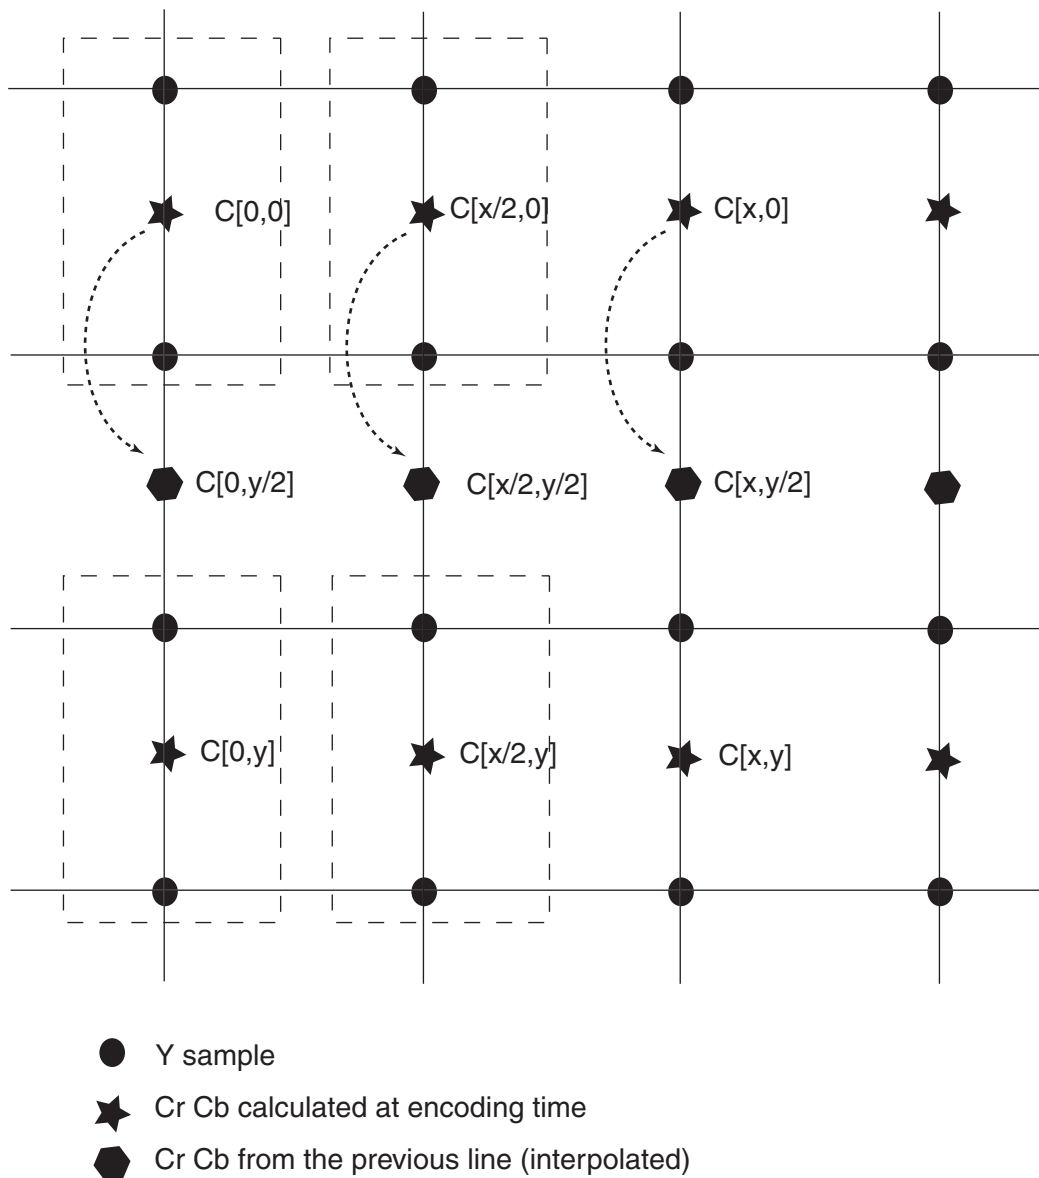 C[0,0] C[x/2,0] C[x,0]
C[0,y/2] C[x/2,y/2] C[x,y/2]
C[0,y] C[x/2,y] C[x,y]
Y sample
Cr Cb calculated at encoding time
Cr Cb from the previous line (interpolated)